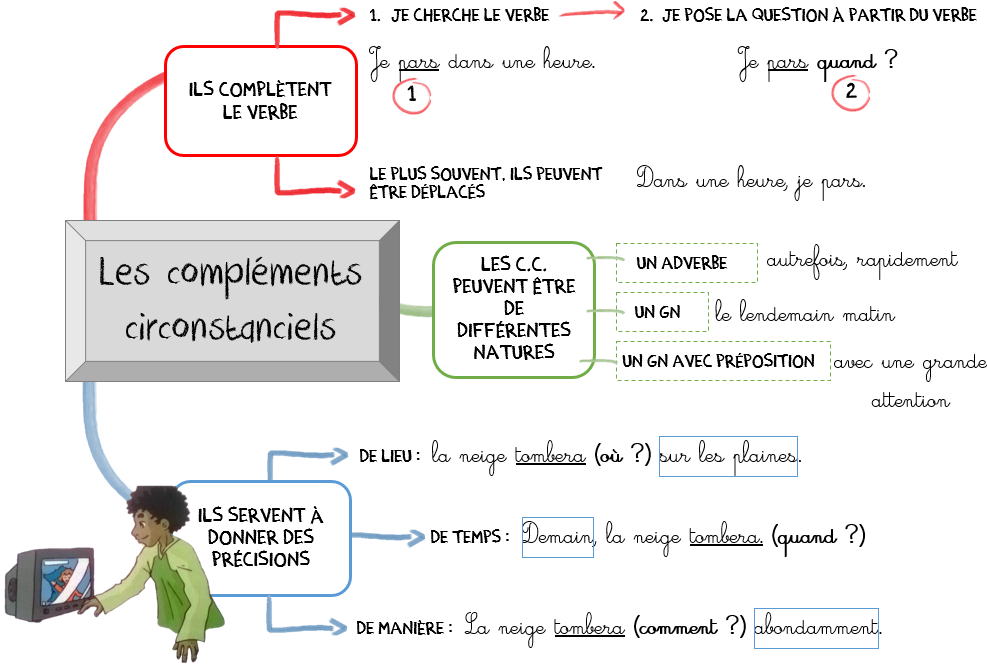 1. JE CHERCHE LE VERBE
2. JE POSE LA QUESTION À PARTIR DU VERBE
Je pars dans une heure.
Je pars quand ?
1
2
ILS COMPLÈTENT
LE VERBE
LE PLUS SOUVENT, ILS PEUVENT
ÊTRE DÉPLACÉS
Dans une heure, je pars.
Les compléments
circonstanciels
LES C.C.
PEUVENT ÊTRE
DE
DIFFÉRENTES
NATURES
UN ADVERBE
autrefois, rapidement
UN GN
le lendemain matin
UN GN AVEC PRÉPOSITION
avec une grande
attention
ILS SERVENT À
DONNER DES
PRÉCISIONS
DE LIEU : la neige tombera (où ?) sur les plaines.
DE TEMPS : Demain, la neige tombera. (quand ?)
DE MANIÈRE : La neige tombera (comment ?) abondamment.